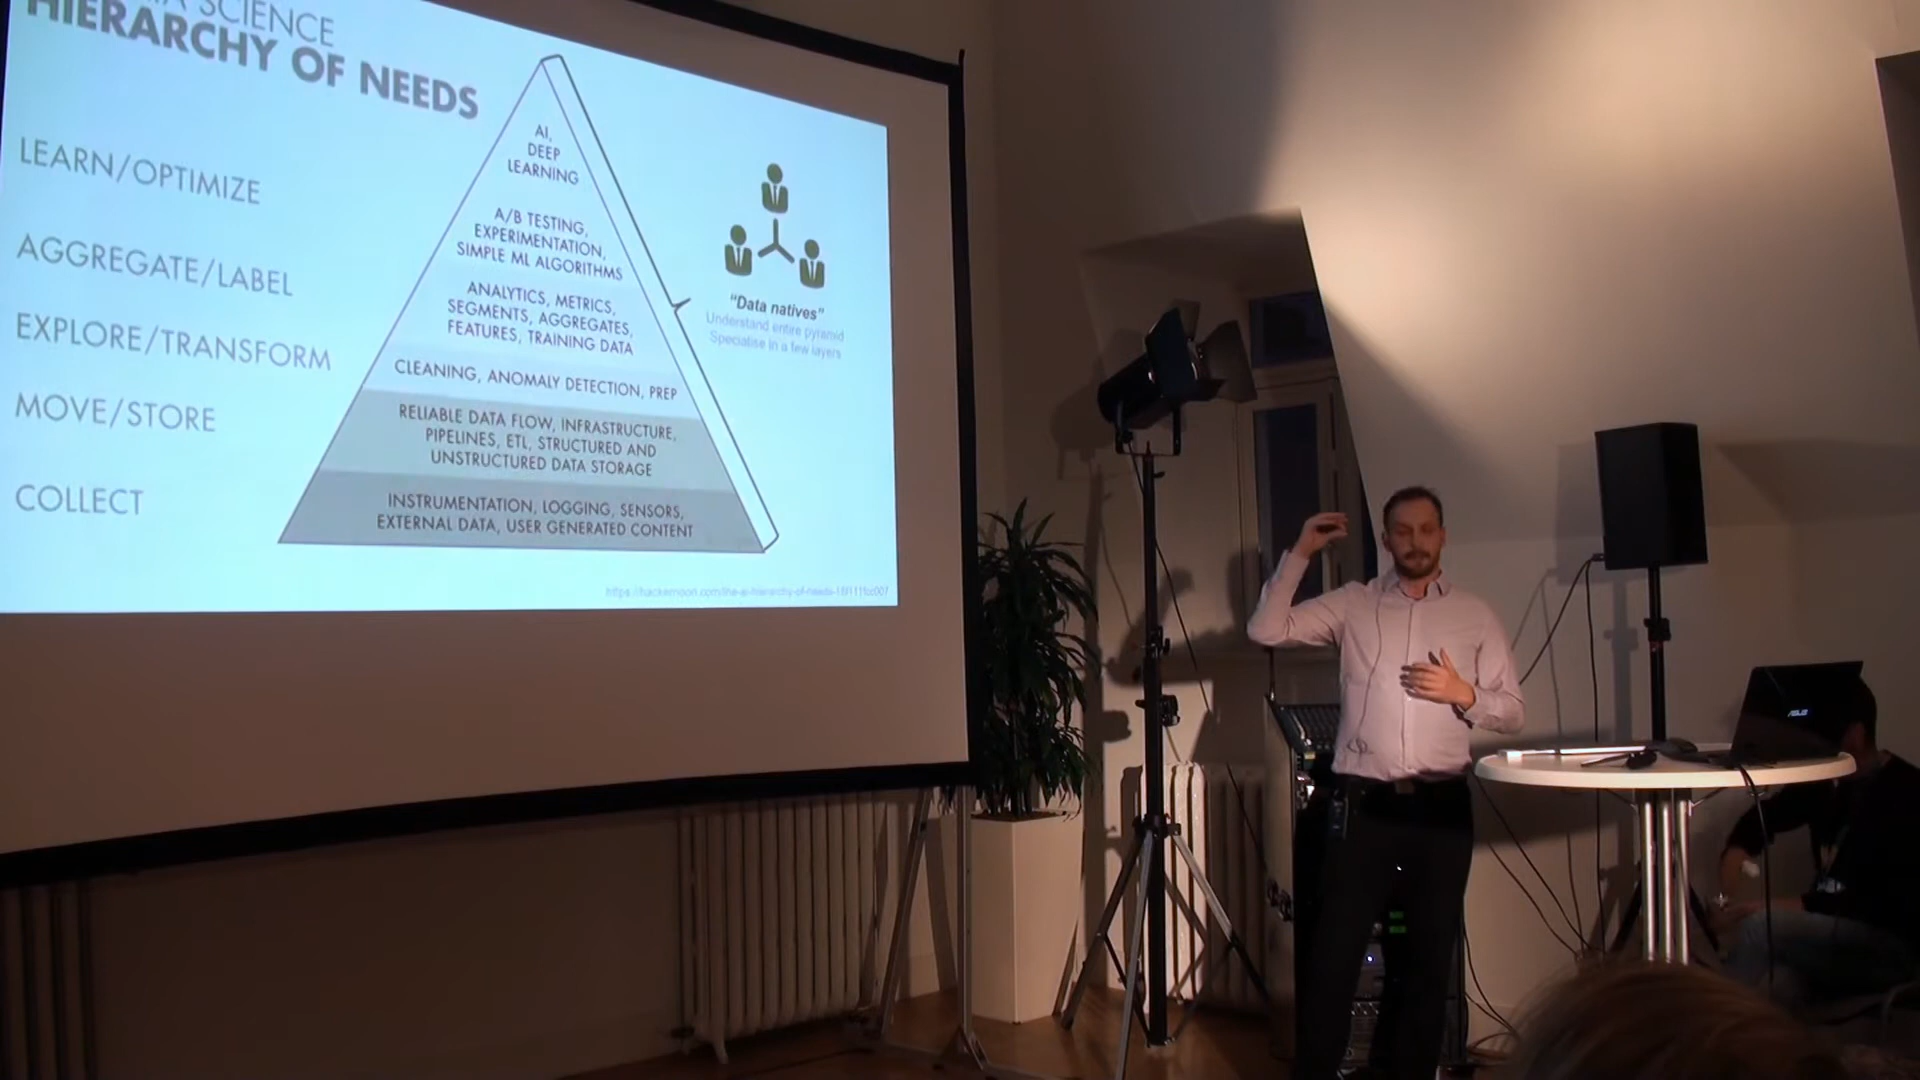 SCIENCE
HIERARCHY OF NEEDS
LEARN/OPTIMIZE
AGGREGATE/LABEL
EXPLORE/TRANSFORM
MOVE/STORE
COLLECT
AI,
DEEP
LEARNING
A/B TESTING,
EXPERIMENTATION,
SIMPLE ML ALGORITHMS
ANALYTICS, METRICS,
SEGMENTS, AGGREGATES,
FEATURES, TRAINING DATA
CLEANING, ANOMALY DETECTION, PREP
RELIABLE DATA FLOW, INFRASTRUCTURE,
PIPELINES, ETL, STRUCTURED AND
UNSTRUCTURED DATA STORAGE
INSTRUMENTATION, LOGGING, SENSORS,
EXTERNAL DATA, USER GENERATED CONTENT
"Data natives"
Understand entire pyramid
Specialise in a few layers
ASUS